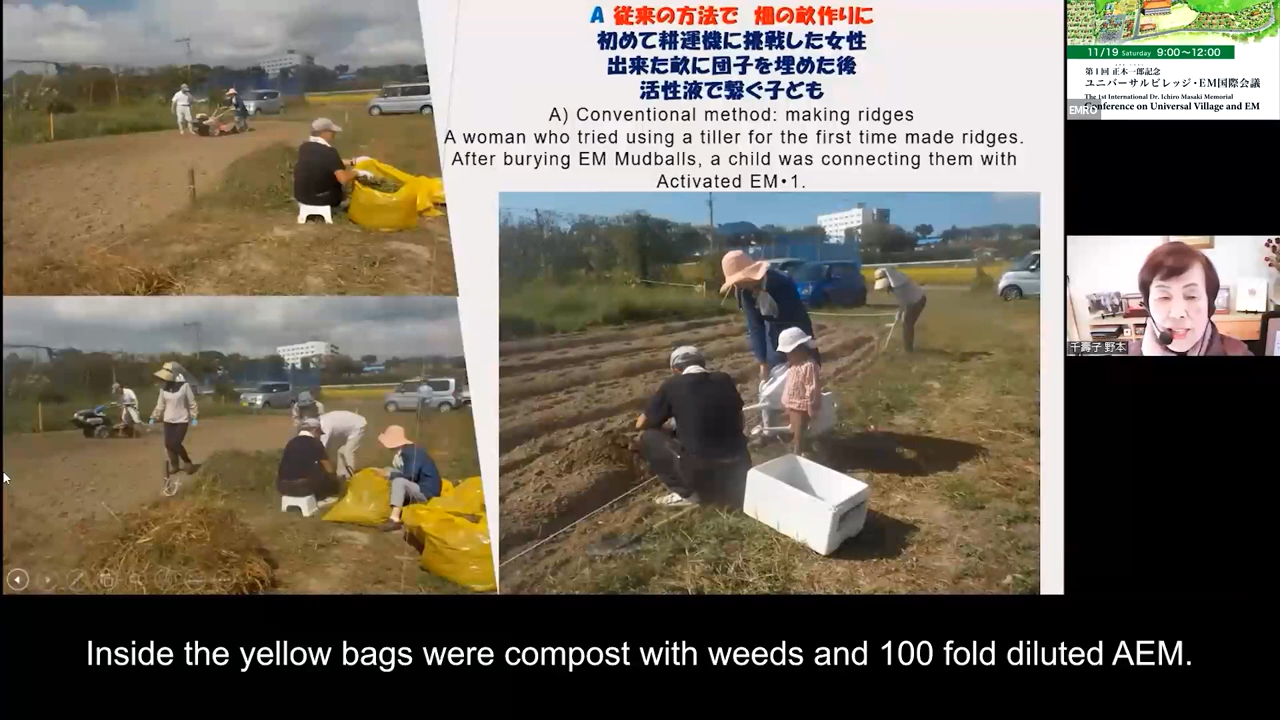 A 従来の方法で 畑の畝作りに
初めて耕運機に挑戦した女性
出来た畝に団子を埋めた後
活性液で繋ぐ子ども
A) Conventional method: making ridges
A woman who tried using a tiller for the first time made ridges.
After burying EM Mudballs, a child was connecting them with
Activated EM•1.
11/19 Saturday 9:00～12:00
第1回 正木一郎記念
ユニバーサルビレッジ・EM国際会議
The 1st International Dr. Ichiro Masaki Memorial
Conference on Universal Village and EM
EMRO
千壽子 野本
Inside the yellow bags were compost with weeds and 100 fold diluted AEM.